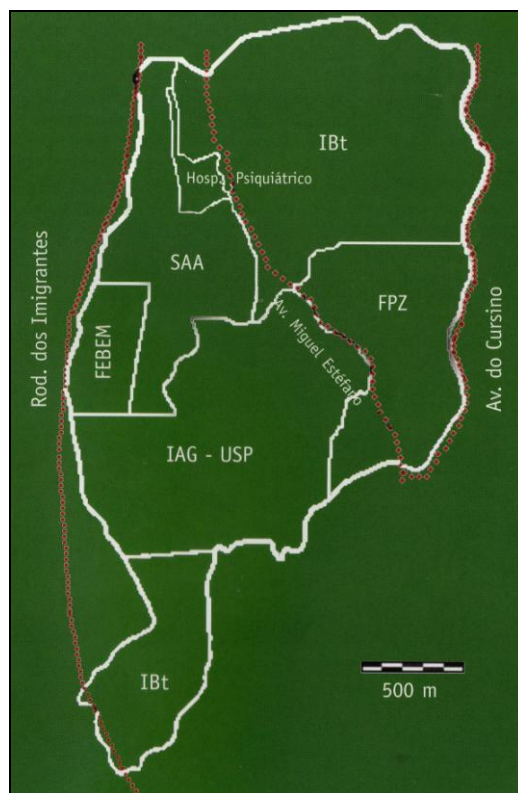 IBt
Hosp. Psiquiátrico
SAA
FPZ
Rod. dos Imigrantes
FEBEM
Av. Miguel Estéfano
Av. do Cursino
IAG - USP
IBt
500 m